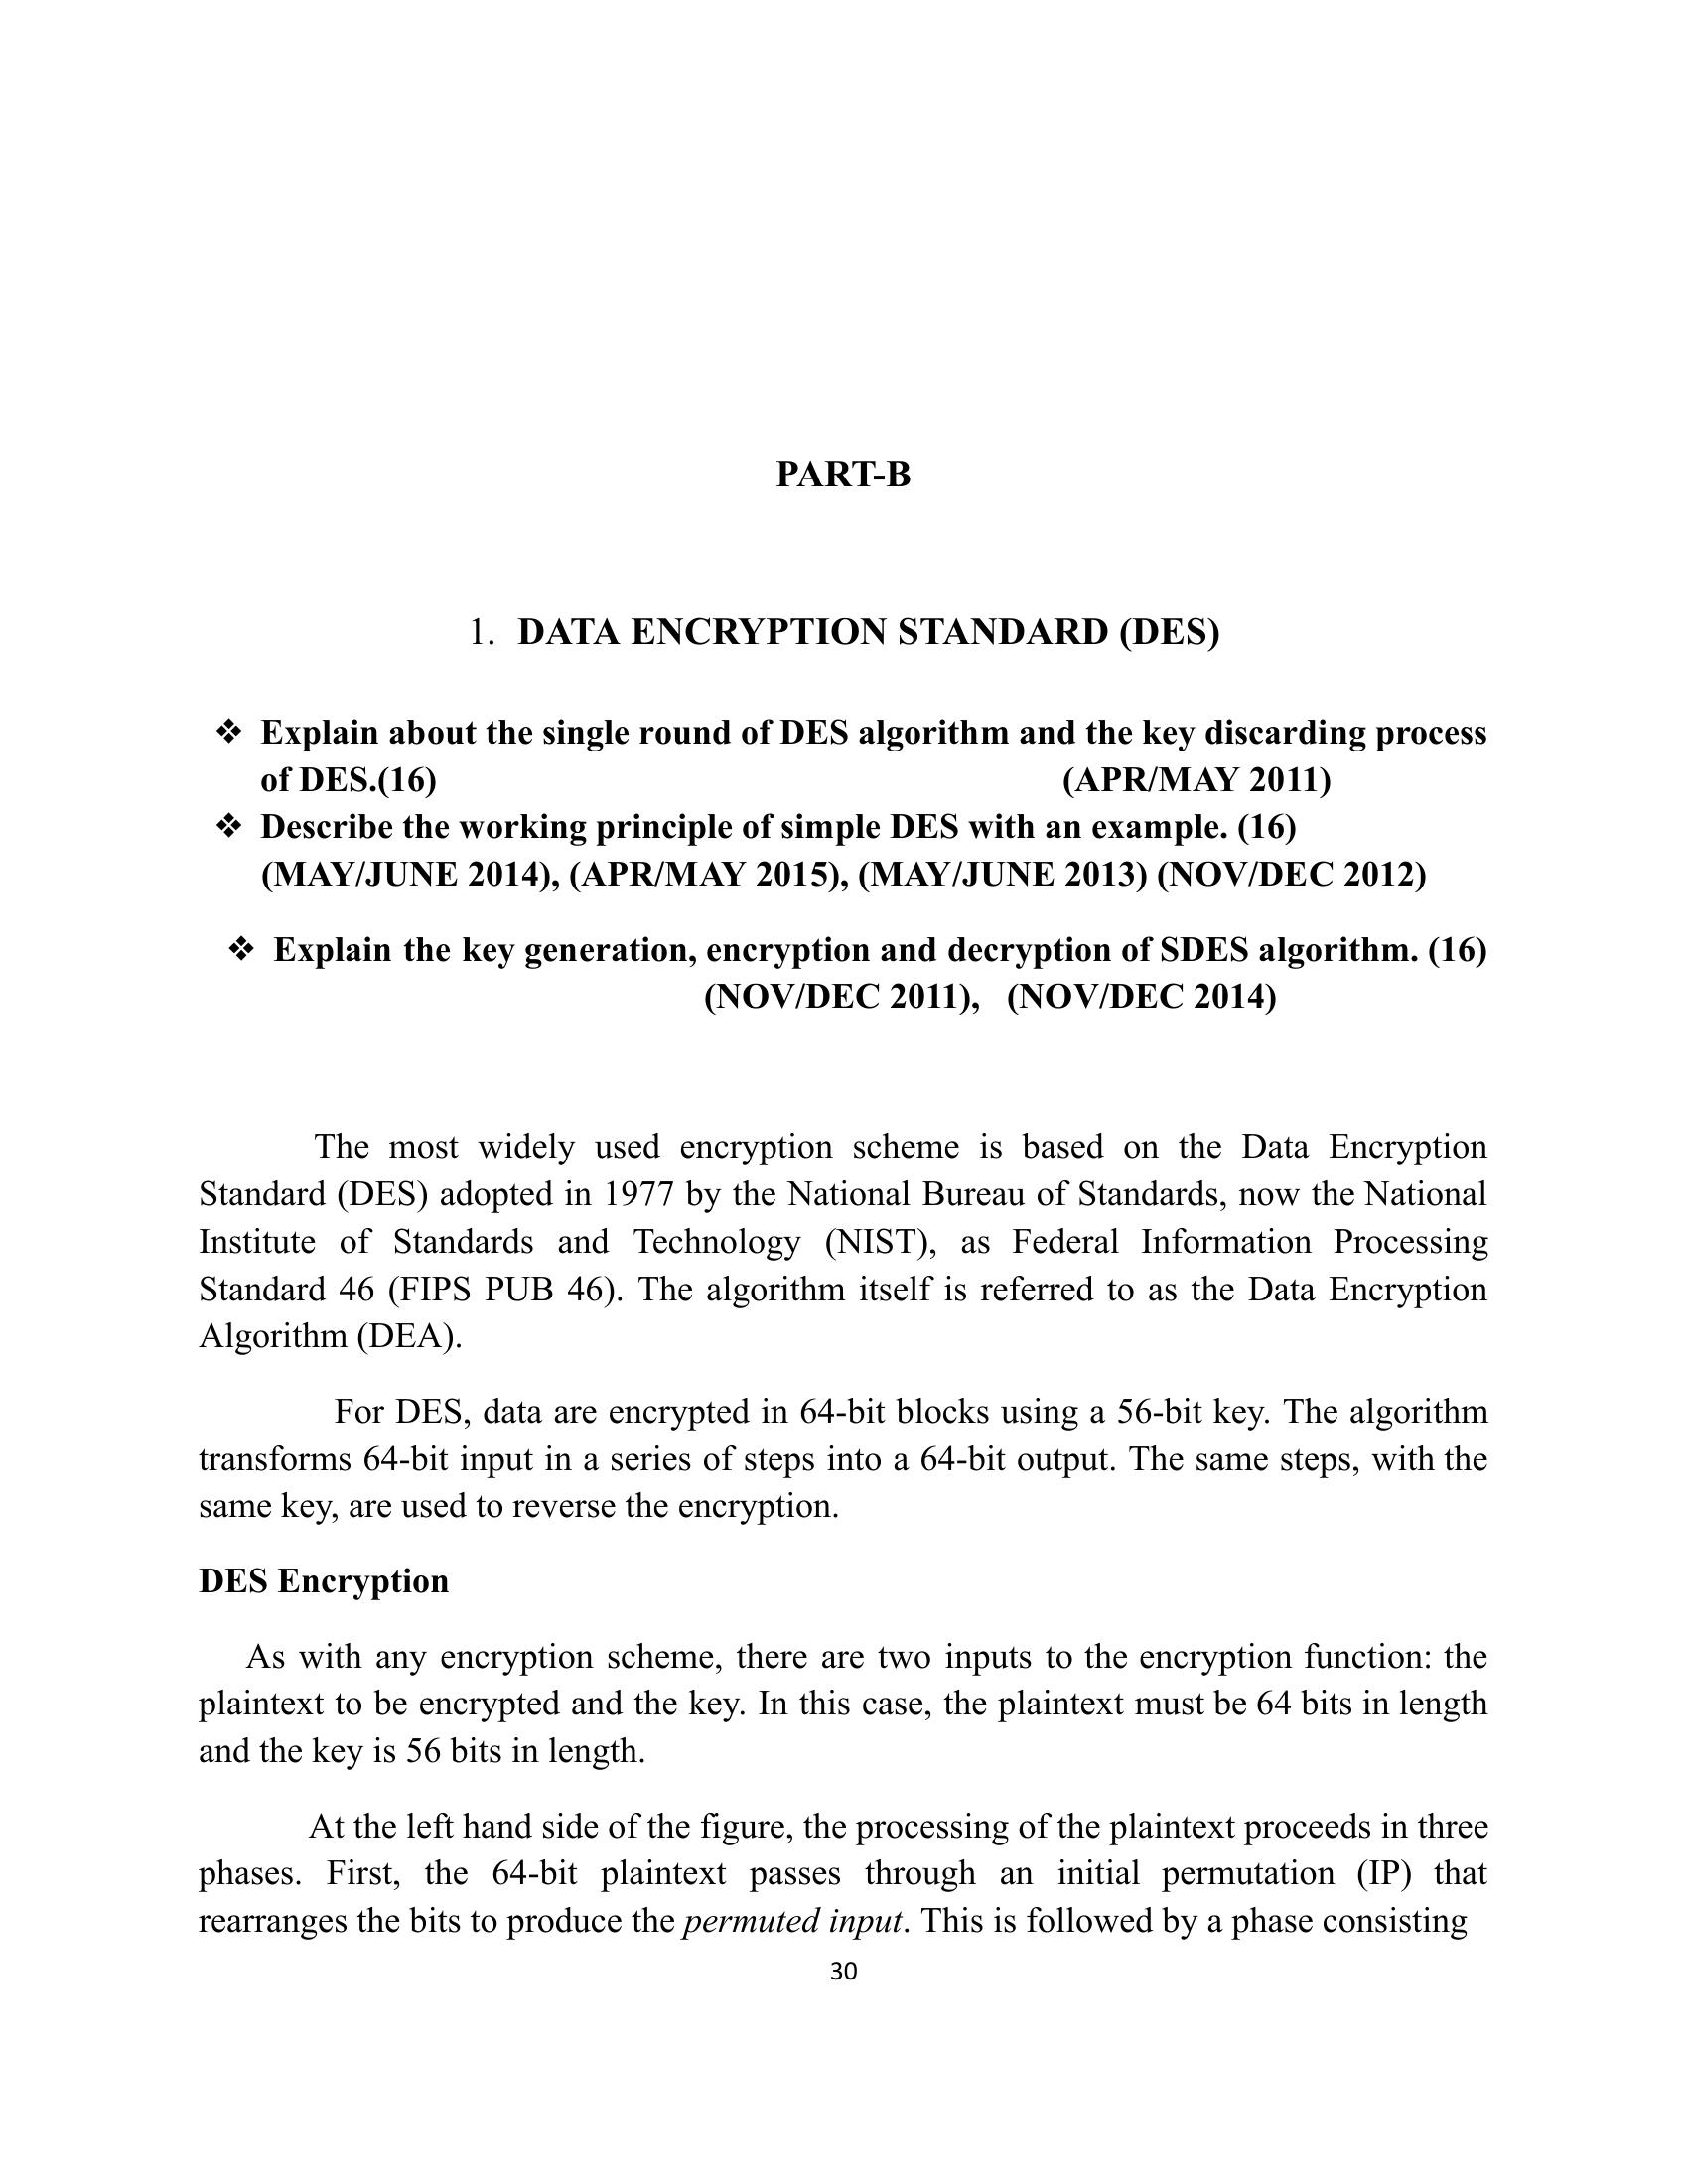 PART-B
1. DATA ENCRYPTION STANDARD (DES)
❖ Explain about the single round of DES algorithm and the key discarding process
of DES.(16) (APR/MAY 2011)
❖ Describe the working principle of simple DES with an example. (16)
(MAY/JUNE 2014), (APR/MAY 2015), (MAY/JUNE 2013) (NOV/DEC 2012)
❖ Explain the key generation, encryption and decryption of SDES algorithm. (16)
(NOV/DEC 2011), (NOV/DEC 2014)
The most widely used encryption scheme is based on the Data Encryption
Standard (DES) adopted in 1977 by the National Bureau of Standards, now the National
Institute of Standards and Technology (NIST), as Federal Information Processing
Standard 46 (FIPS PUB 46). The algorithm itself is referred to as the Data Encryption
Algorithm (DEA).
For DES, data are encrypted in 64-bit blocks using a 56-bit key. The algorithm
transforms 64-bit input in a series of steps into a 64-bit output. The same steps, with the
same key, are used to reverse the encryption.
DES Encryption
As with any encryption scheme, there are two inputs to the encryption function: the
plaintext to be encrypted and the key. In this case, the plaintext must be 64 bits in length
and the key is 56 bits in length.
At the left hand side of the figure, the processing of the plaintext proceeds in three
phases. First, the 64-bit plaintext passes through an initial permutation (IP) that
rearranges the bits to produce the permuted input. This is followed by a phase consisting
30